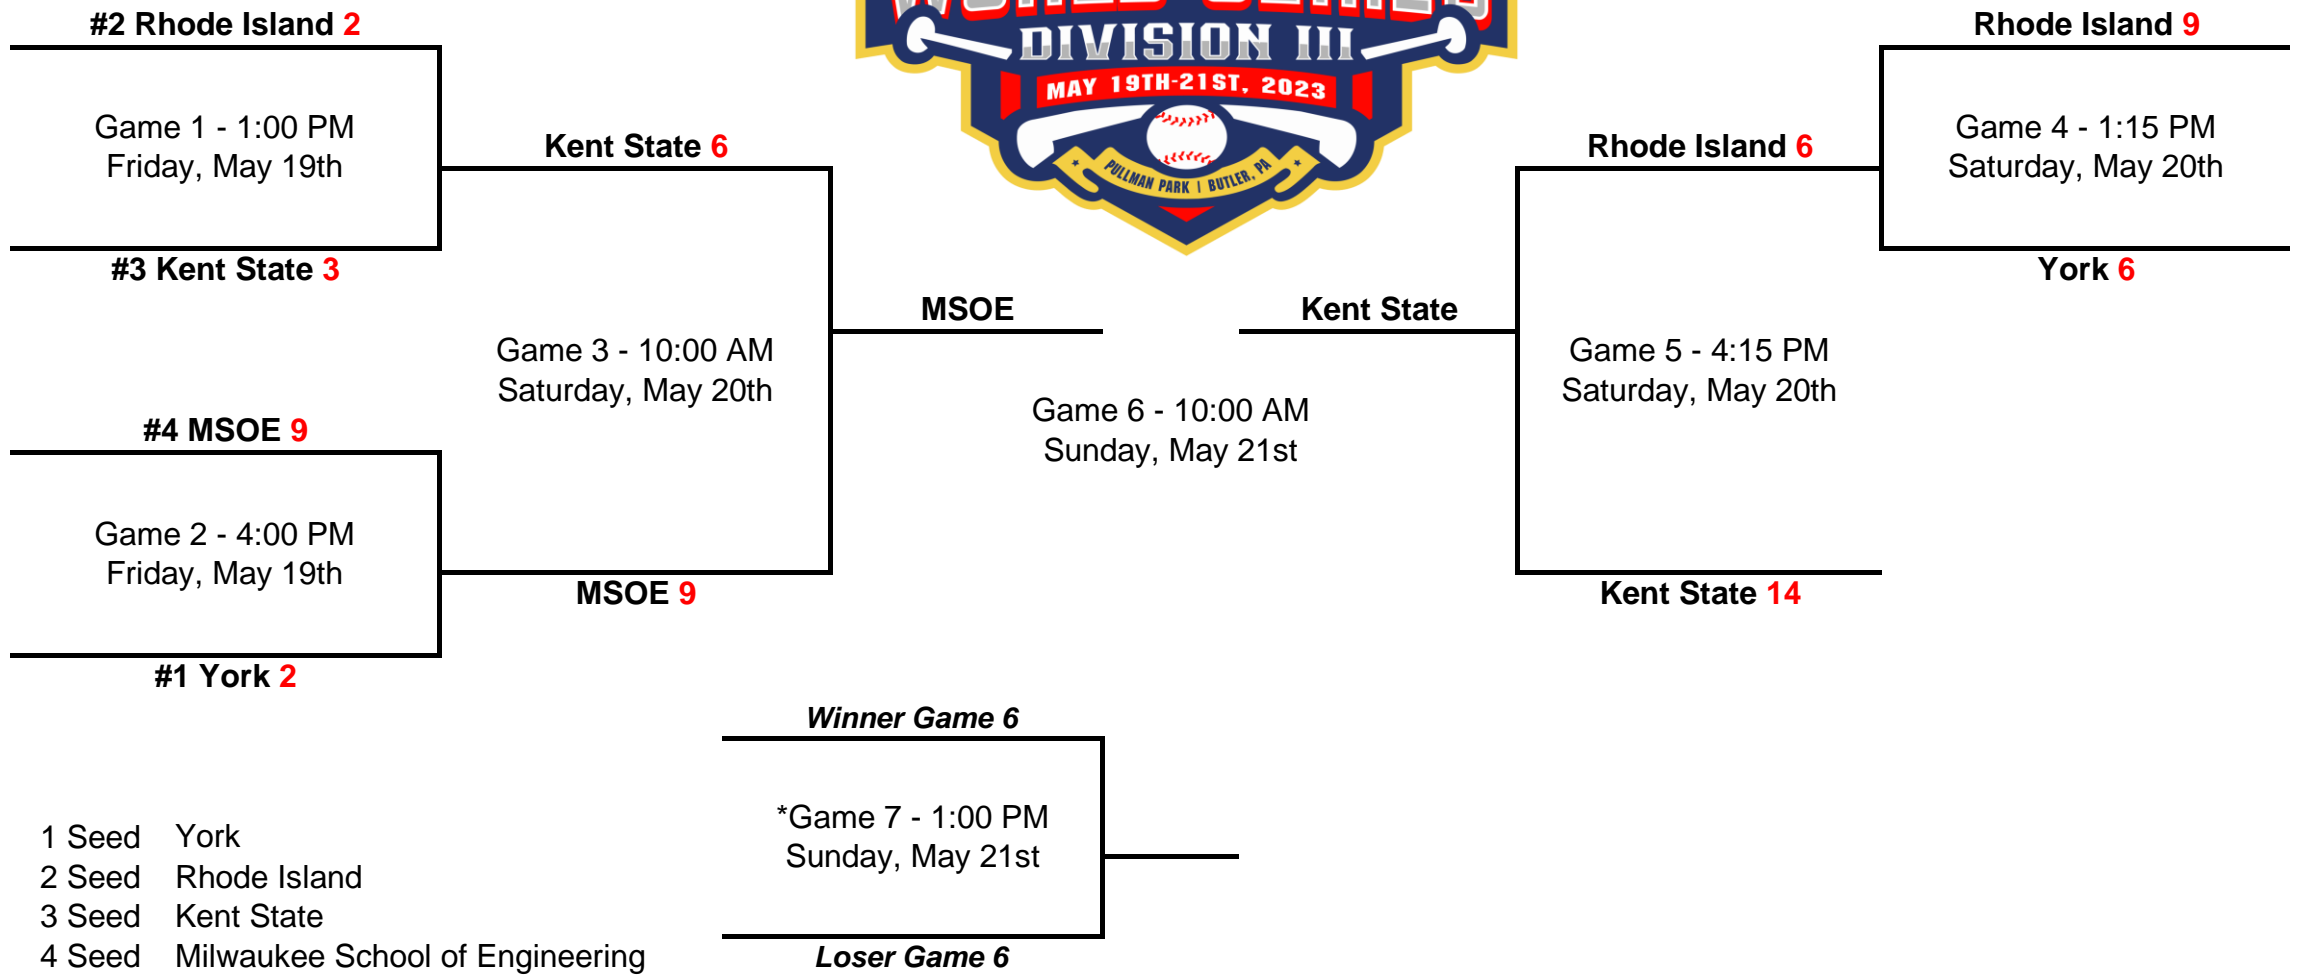 #2 Rhode Island 2
Game 1 - 1:00 PM
Friday, May 19th
#3 Kent State 3
Kent State 6
Game 3 - 10:00 AM
Saturday, May 20th
#4 MSOE 9
Game 2 - 4:00 PM
Friday, May 19th
#1 York 2
MSOE 9
WORLD SERIES
DIVISION III
MAY 19TH-21ST, 2023
PULLMAN PARK | BUTLER, PA
MSOE
Kent State
Game 6 - 10:00 AM
Sunday, May 21st
Rhode Island 6
Game 5 - 4:15 PM
Saturday, May 20th
Kent State 14
Rhode Island 9
Game 4 - 1:15 PM
Saturday, May 20th
York 6
Winner Game 6
*Game 7 - 1:00 PM
Sunday, May 21st
Loser Game 6
1 Seed York
2 Seed Rhode Island
3 Seed Kent State
4 Seed Milwaukee School of Engineering